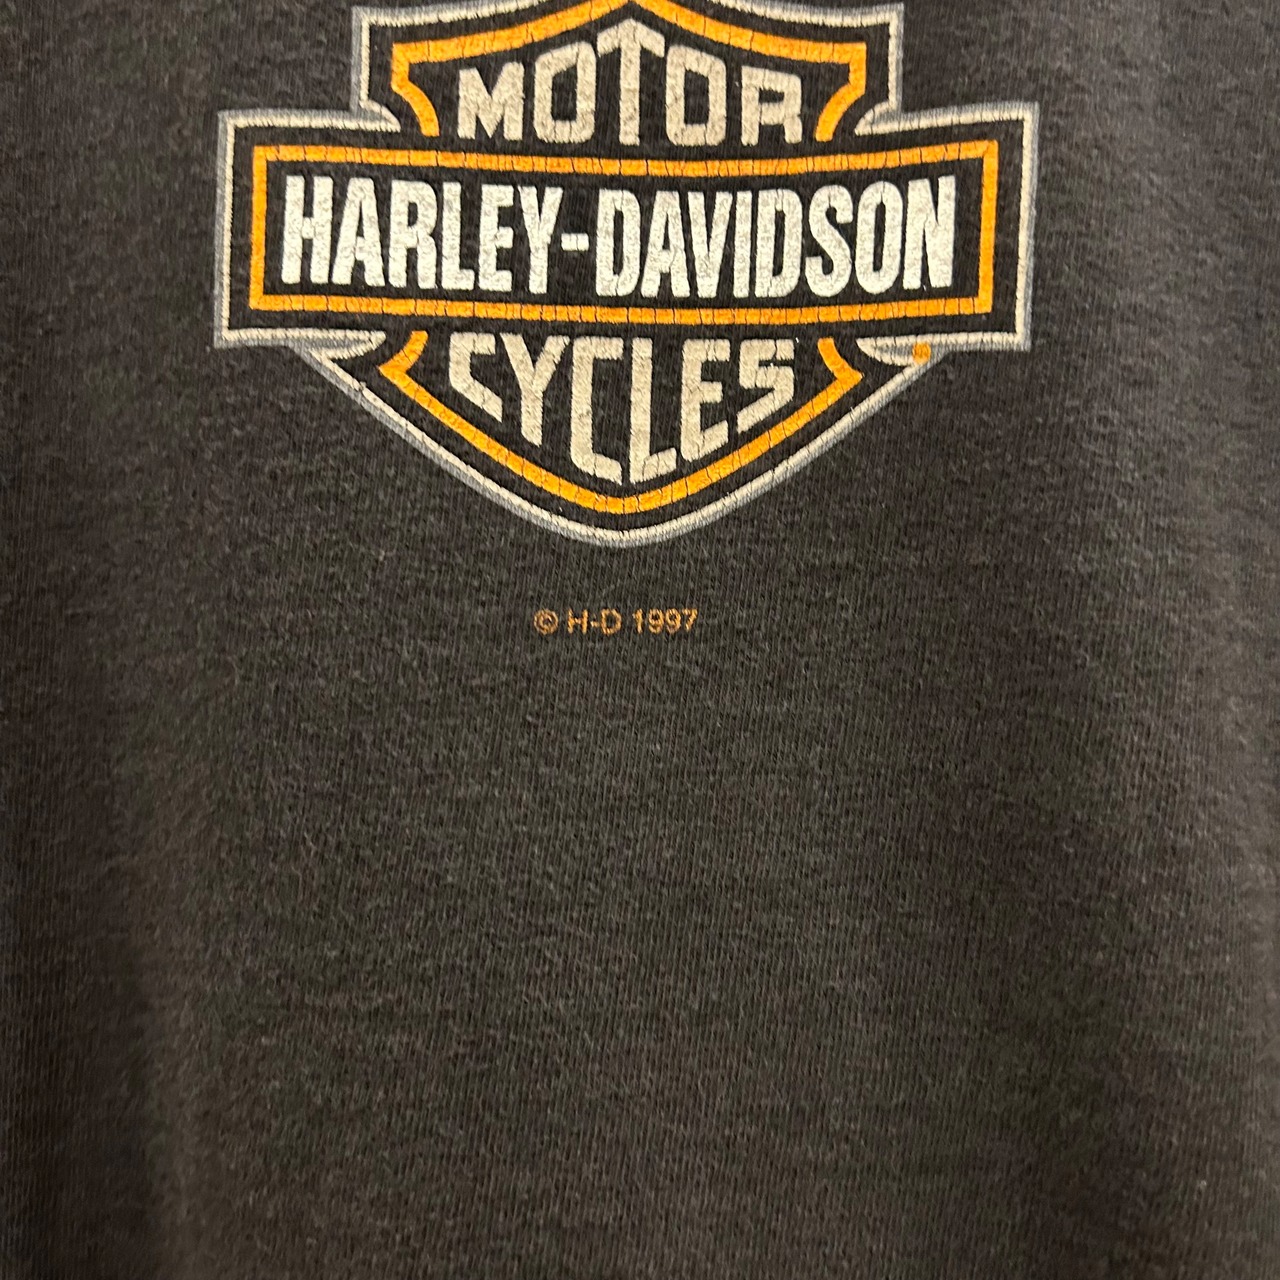 MOTOR
HARLEY-DAVIDSON
CYCLES
© H-D 1997